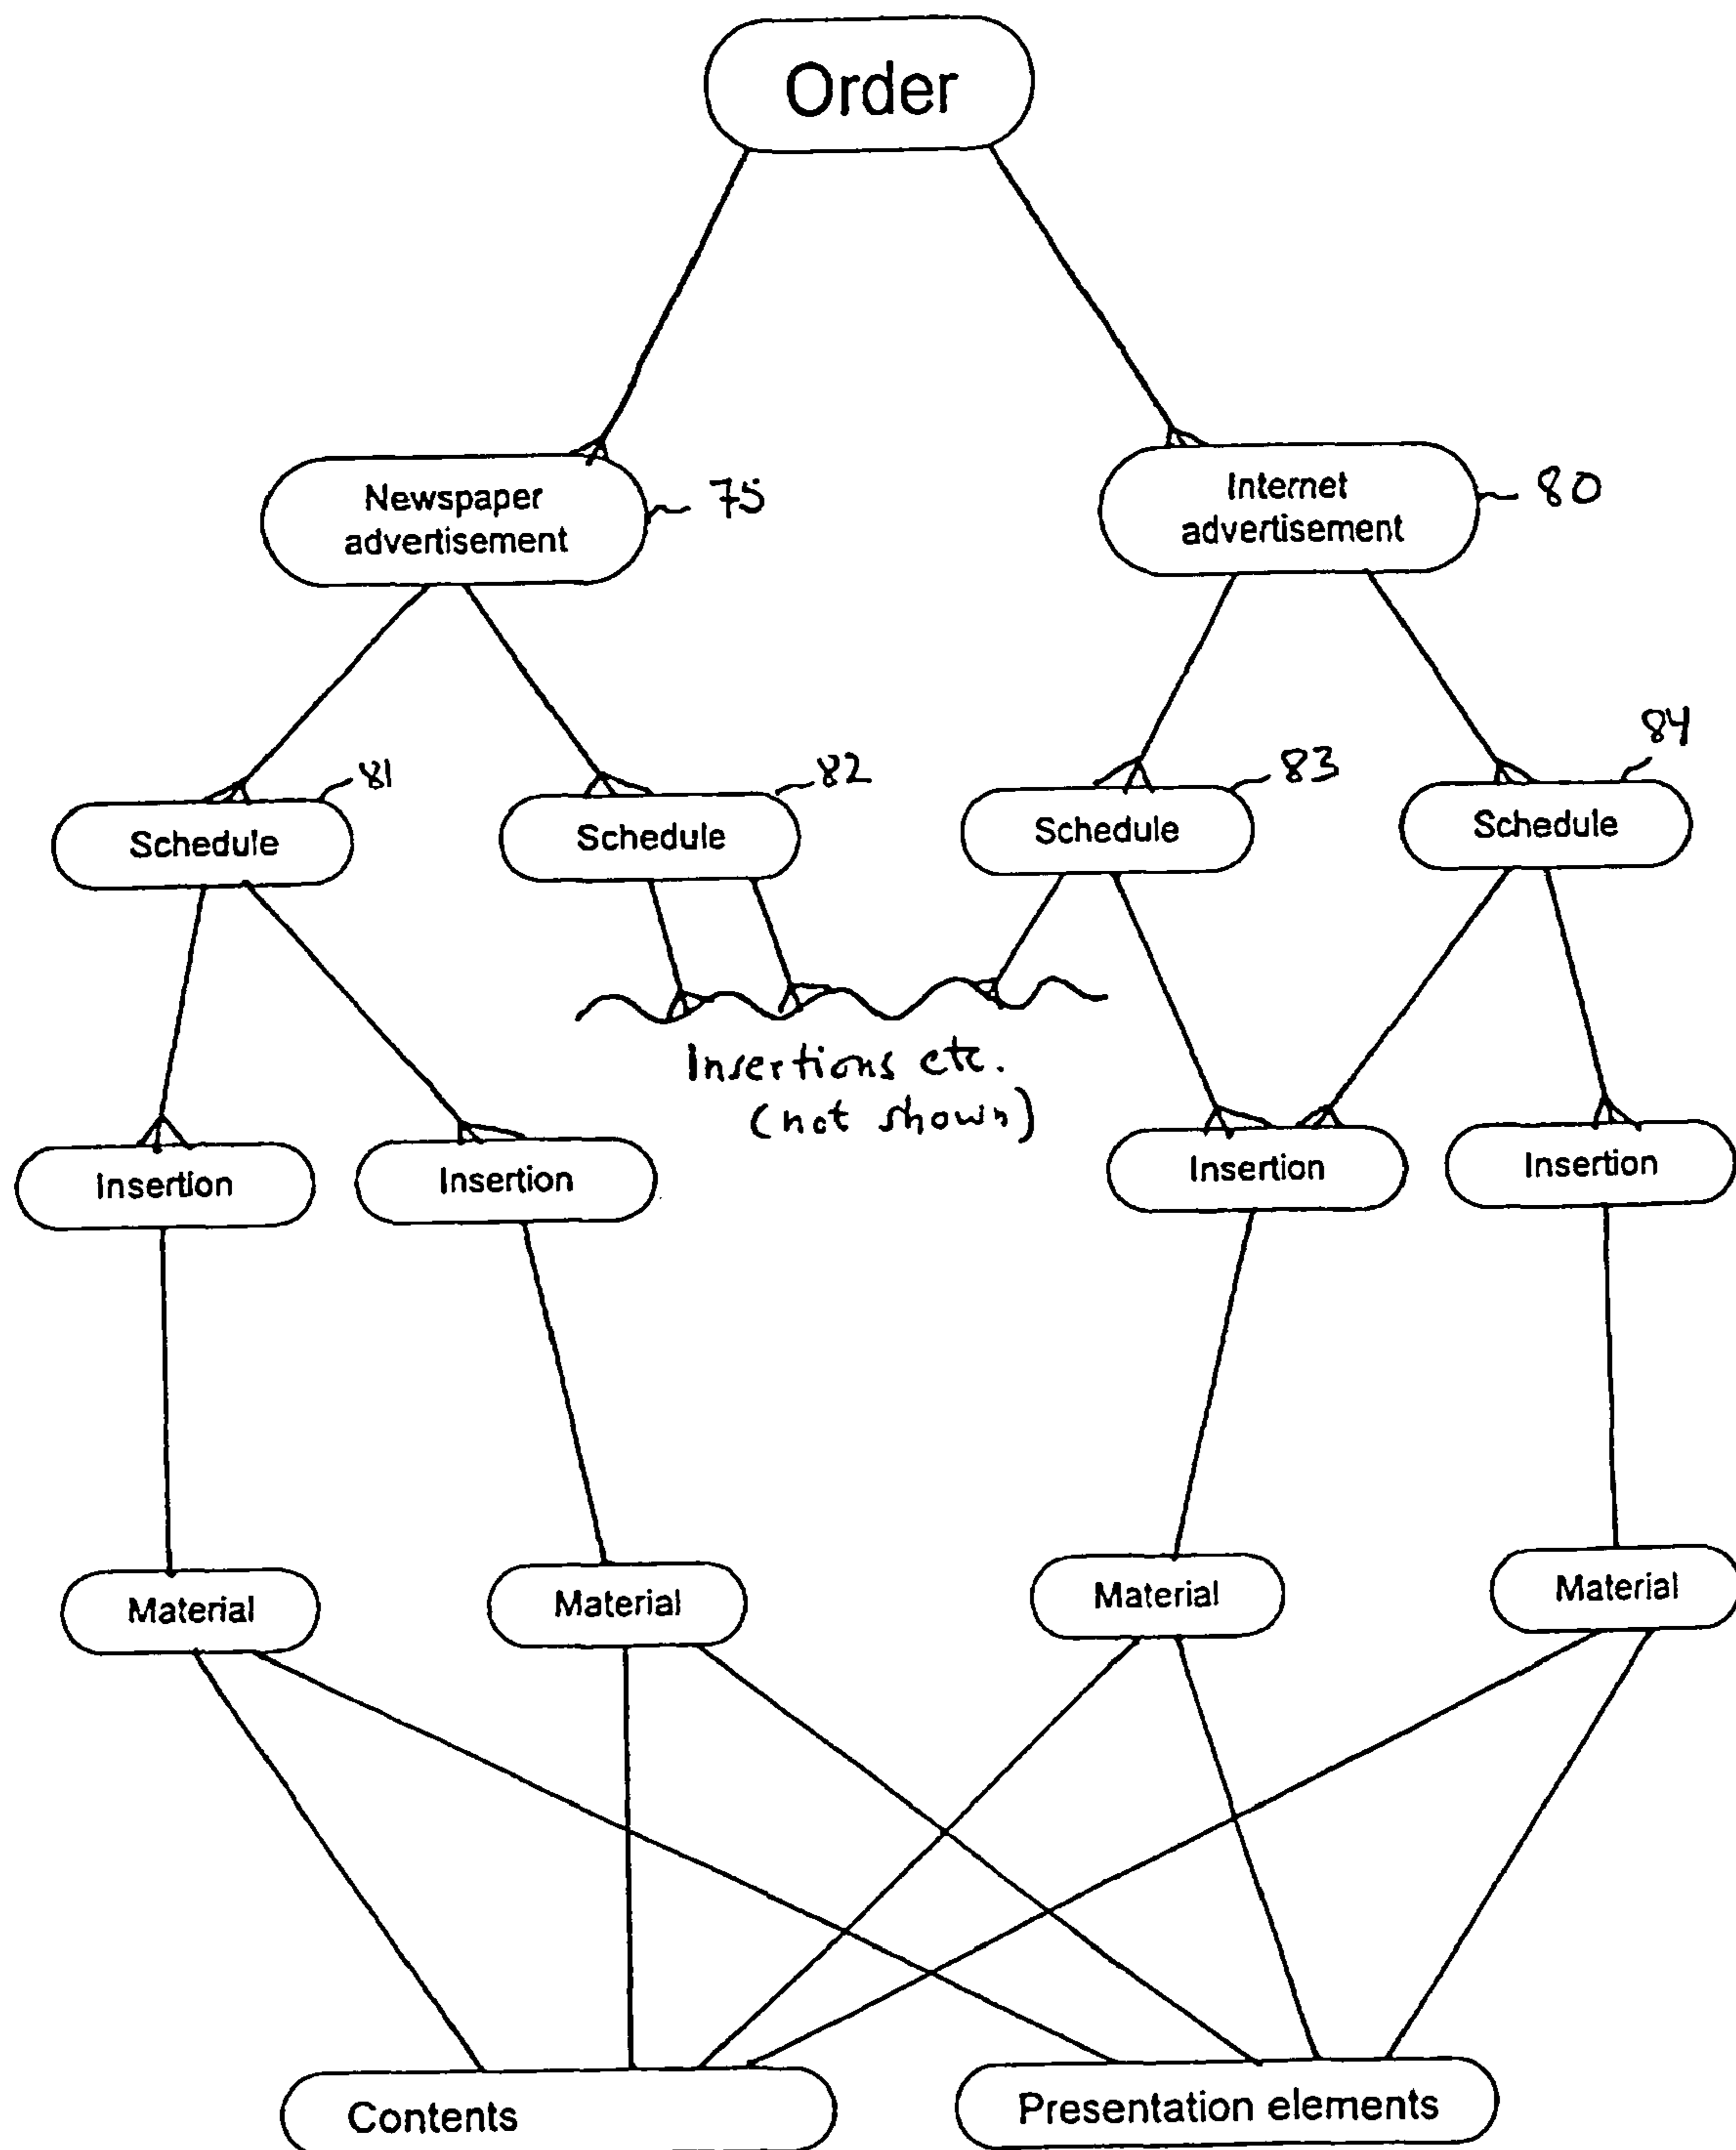 Order
Newspaper
advertisement
75
Internet
advertisement
80
Schedule
81
Schedule
82
Schedule
83
Schedule
84
Insertions etc.
(not shown)
Insertion
Insertion
Insertion
Insertion
Material
Material
Material
Material
Contents
Presentation elements